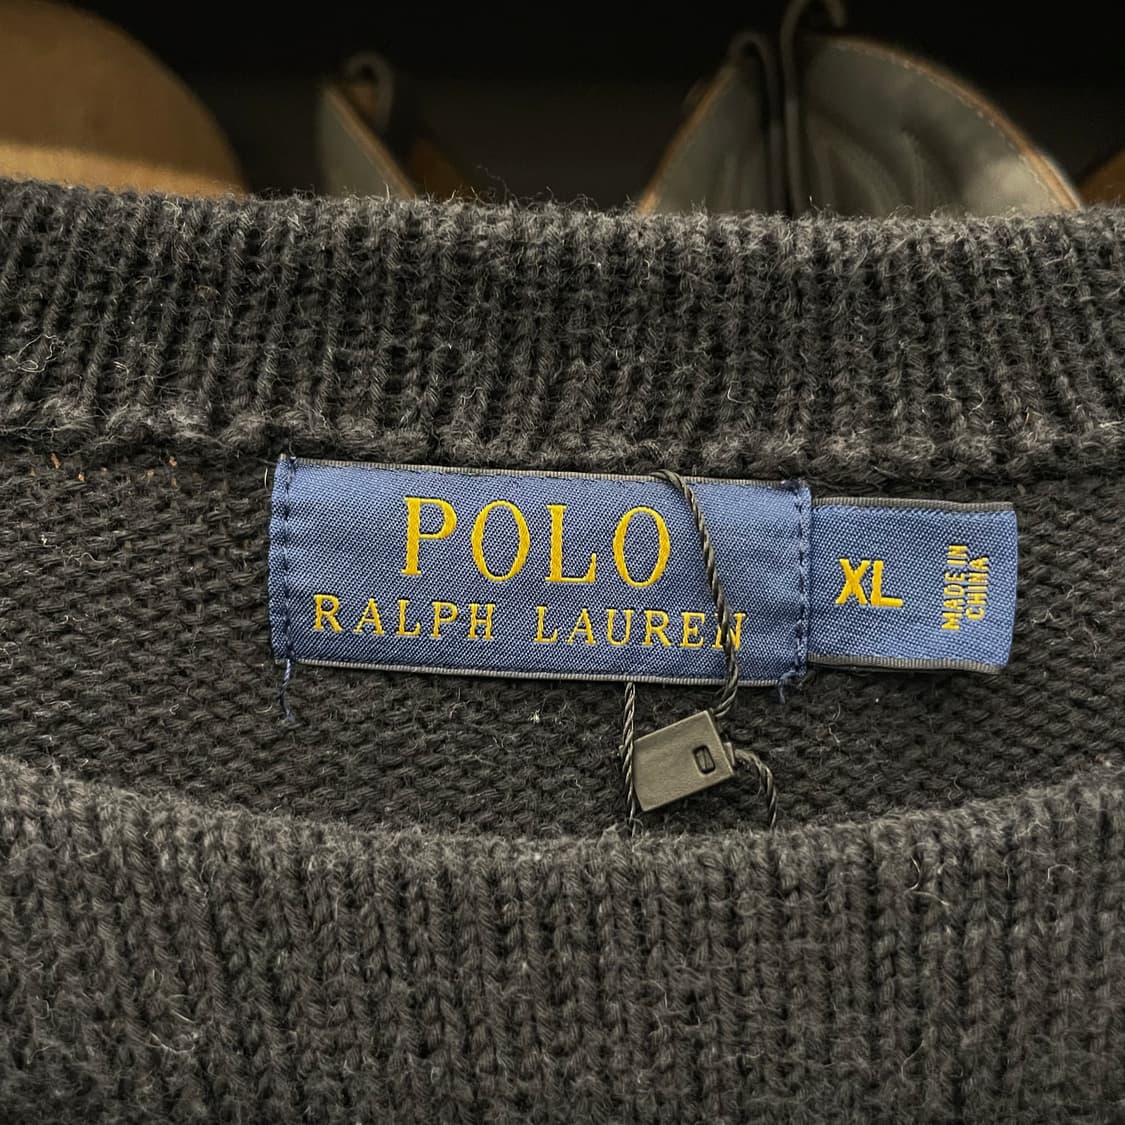 POLO
RALPH LAUREN
XL
MADE IN
CHINA